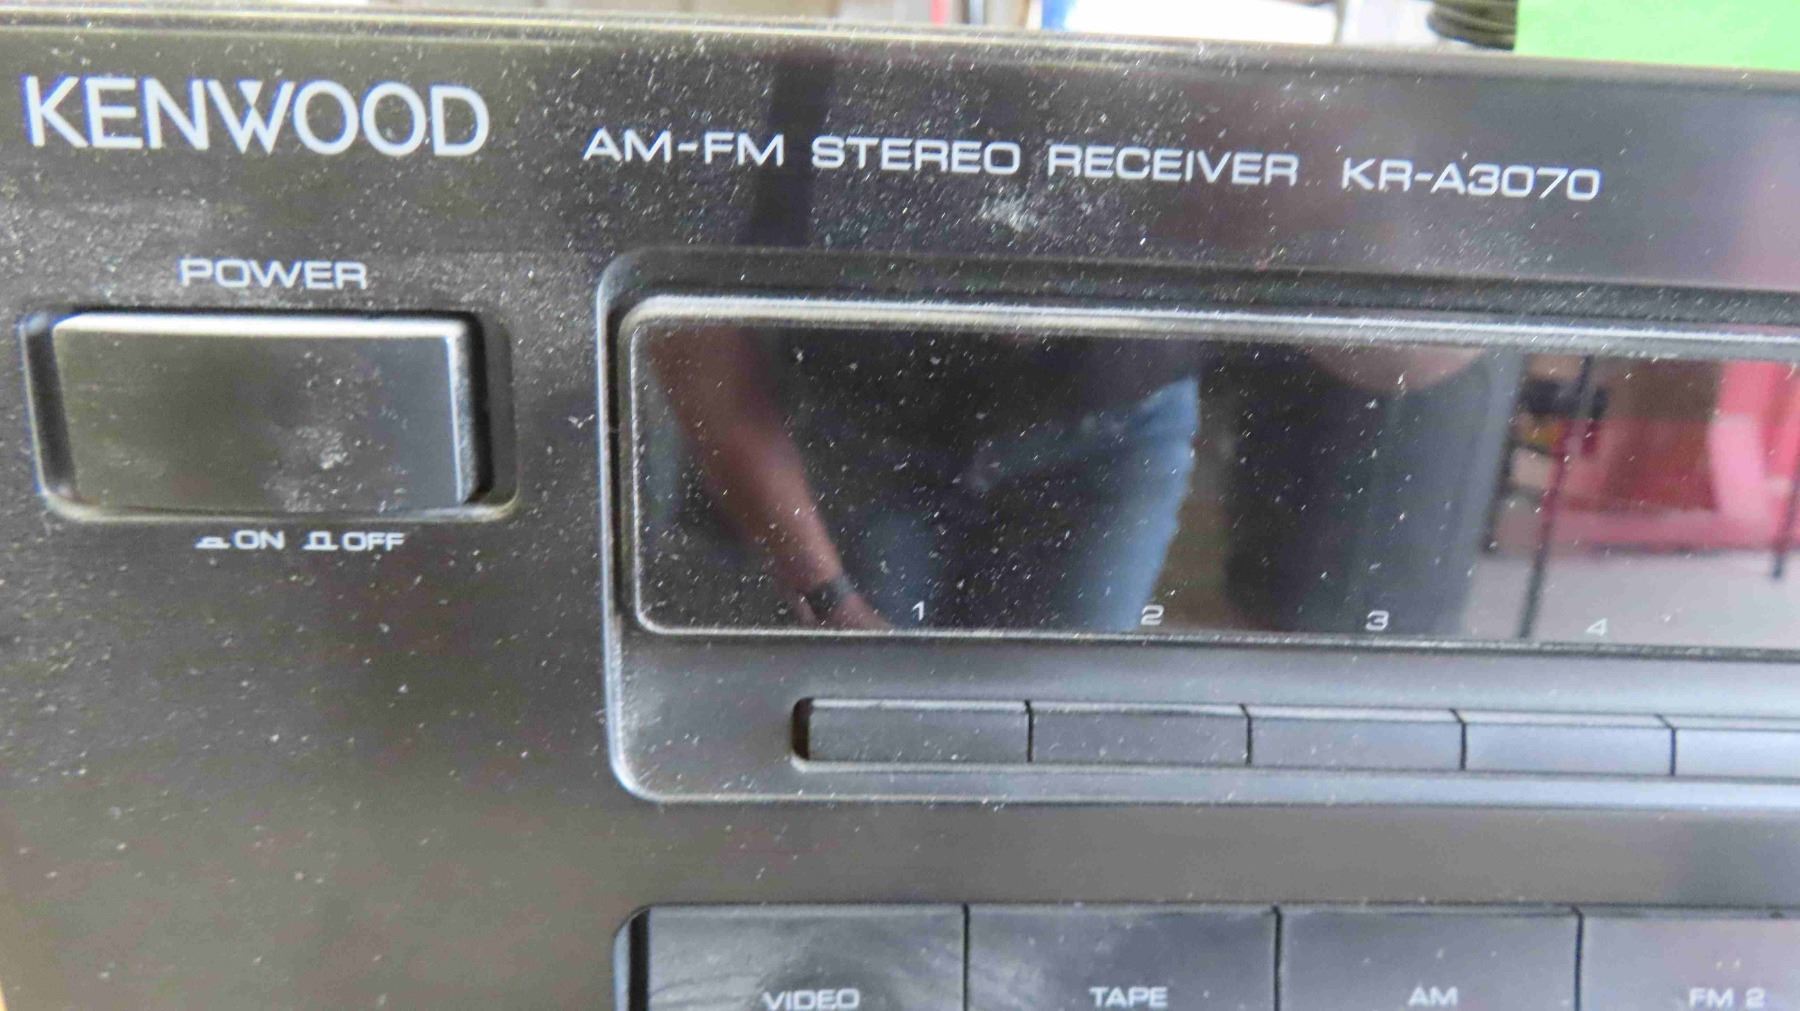 KENWOOD
AM-FM STEREO RECEIVER KR-A3070
POWER
ON OFF
1 2 3 4
VIDEO TAPE AM FM 2